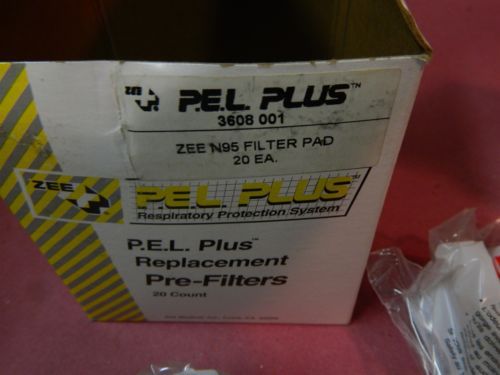 P.E.L. PLUS™
3608 001
ZEE N95 FILTER PAD
20 EA.
ZEE
P.E.L. PLUS™
Respiratory Protection System
P.E.L. Plus™
Replacement
Pre-Filters
20 Count